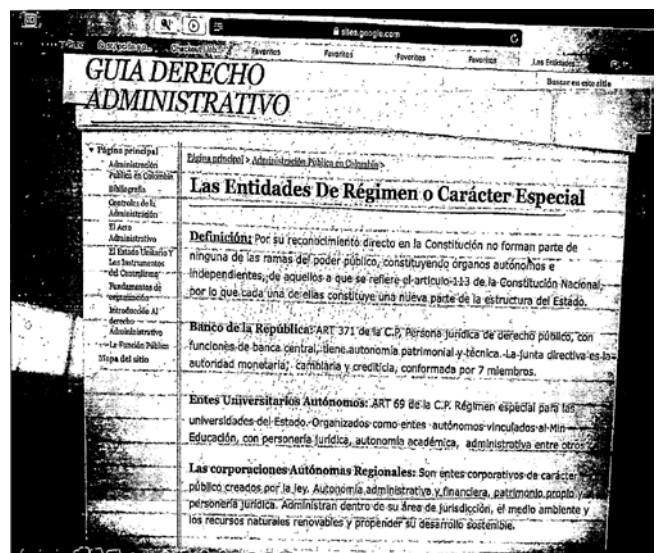 sites.google.com
Favoritos Favoritos Favoritos Favoritos Las Entidades
Buscar en este sitio
GUIA DERECHO
ADMINISTRATIVO
Página principal
Administración
Pública en Colombia
Bibliografía
Controles de la
Administración
El Acto
Administrativo
El Estado Unitario Y
Los Instrumentos
del Centralismo
Fundamentos de
organización
Introducción Al
derecho
Administrativo
La Función Pública
Mapa del sitio
Página principal > Administración Pública en Colombia >
Las Entidades De Régimen o Carácter Especial
Definición: Por su reconocimiento directo en la Constitución no forman parte de
ninguna de las ramas del poder público, constituyendo órganos autónomos e
independientes, de aquellos a que se refiere el artículo 113 de la Constitución Nacional,
por lo que cada una de ellas constituye una nueva parte de la estructura del Estado.
Banco de la República: ART 371 de la C.P, Persona jurídica de derecho público, con
funciones de banca central, tiene autonomía patrimonial y técnica. La junta directiva es la
autoridad monetaria, cambiaria y crediticia, conformada por 7 miembros.
Entes Universitarios Autónomos: ART 69 de la C.P. Régimen especial para las
universidades del Estado. Organizados como entes autónomos vinculados al Min
Educación, con personería jurídica, autonomía académica, administrativa entre otros
Las corporaciones Autónomas Regionales: Son entes corporativos de carácter
público creados por la ley. Autonomía administrativa y financiera, patrimonio propio y
personería jurídica. Administran dentro de su área de jurisdicción, el medio ambiente y
los recursos naturales renovables y propender su desarrollo sostenible.